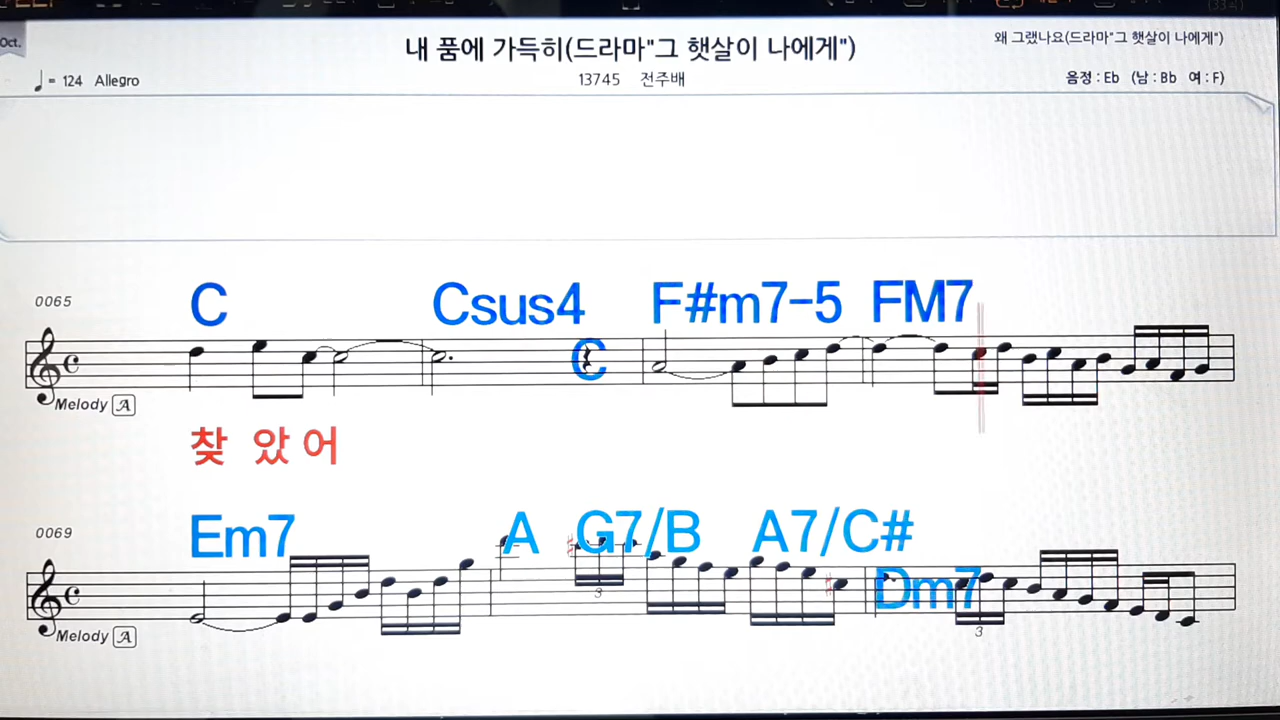 Oct.
내 품에 가득히(드라마"그 햇살이 나에게")
왜 그랬나요(드라마"그 햇살이 나에게")
♩= 124 Allegro
13745 전주배
음정 : Eb (남 : Bb 여 : F)
0065
C Csus4 C F#m7-5 FM7
Melody A
찾 았 어
0069
Em7 A G7/B A7/C# Dm7
3
3
Melody A